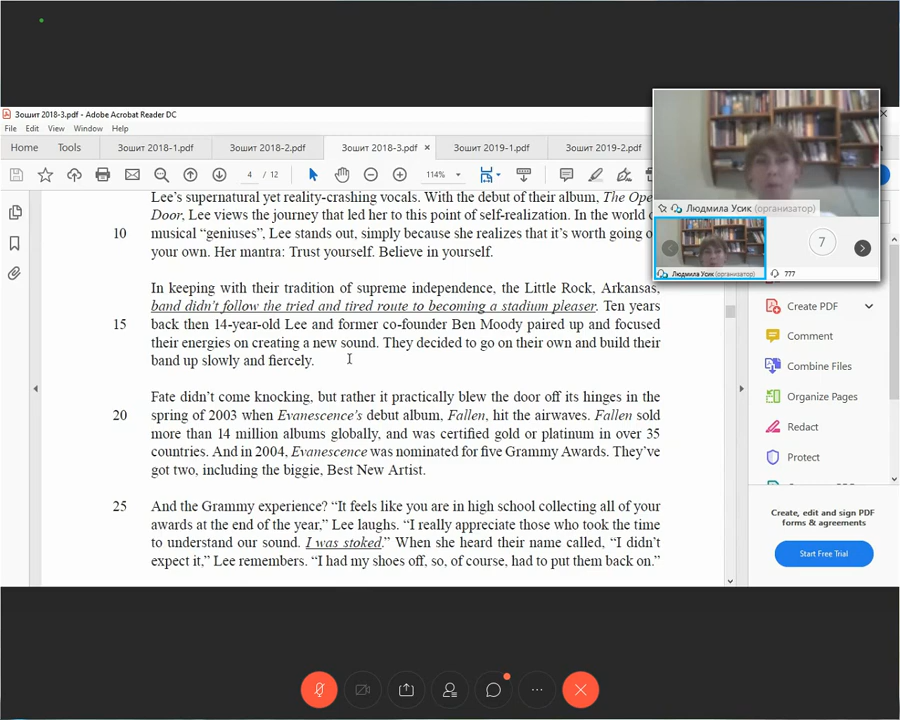 Зошит 2018-3.pdf - Adobe Acrobat Reader DC
File Edit View Window Help
Home Tools Зошит 2018-1.pdf Зошит 2018-2.pdf Зошит 2018-3.pdf × Зошит 2019-1.pdf Зошит 2019-2.pdf
4 / 12 114%
Lee's supernatural yet reality-crashing vocals. With the debut of their album, The Ope
Door, Lee views the journey that led her to this point of self-realization. In the world
10 musical “geniuses”, Lee stands out, simply because she realizes that it's worth going o
your own. Her mantra: Trust yourself. Believe in yourself.
In keeping with their tradition of supreme independence, the Little Rock, Arkansas,
band didn't follow the tried and tired route to becoming a stadium pleaser. Ten years
15 back then 14-year-old Lee and former co-founder Ben Moody paired up and focused
their energies on creating a new sound. They decided to go on their own and build their
band up slowly and fiercely.
Fate didn't come knocking, but rather it practically blew the door off its hinges in the
20 spring of 2003 when Evanescence's debut album, Fallen, hit the airwaves. Fallen sold
more than 14 million albums globally, and was certified gold or platinum in over 35
countries. And in 2004, Evanescence was nominated for five Grammy Awards. They've
got two, including the biggie, Best New Artist.
25 And the Grammy experience? “It feels like you are in high school collecting all of your
awards at the end of the year,” Lee laughs. “I really appreciate those who took the time
to understand our sound. I was stoked.” When she heard their name called, “I didn't
expect it,” Lee remembers. “I had my shoes off, so, of course, had to put them back on.”
Людмила Усик (организатор)
Людмила Усик (организатор)
7
777
Create PDF
Comment
Combine Files
Organize Pages
Redact
Protect
Create, edit and sign PDF
forms & agreements
Start Free Trial